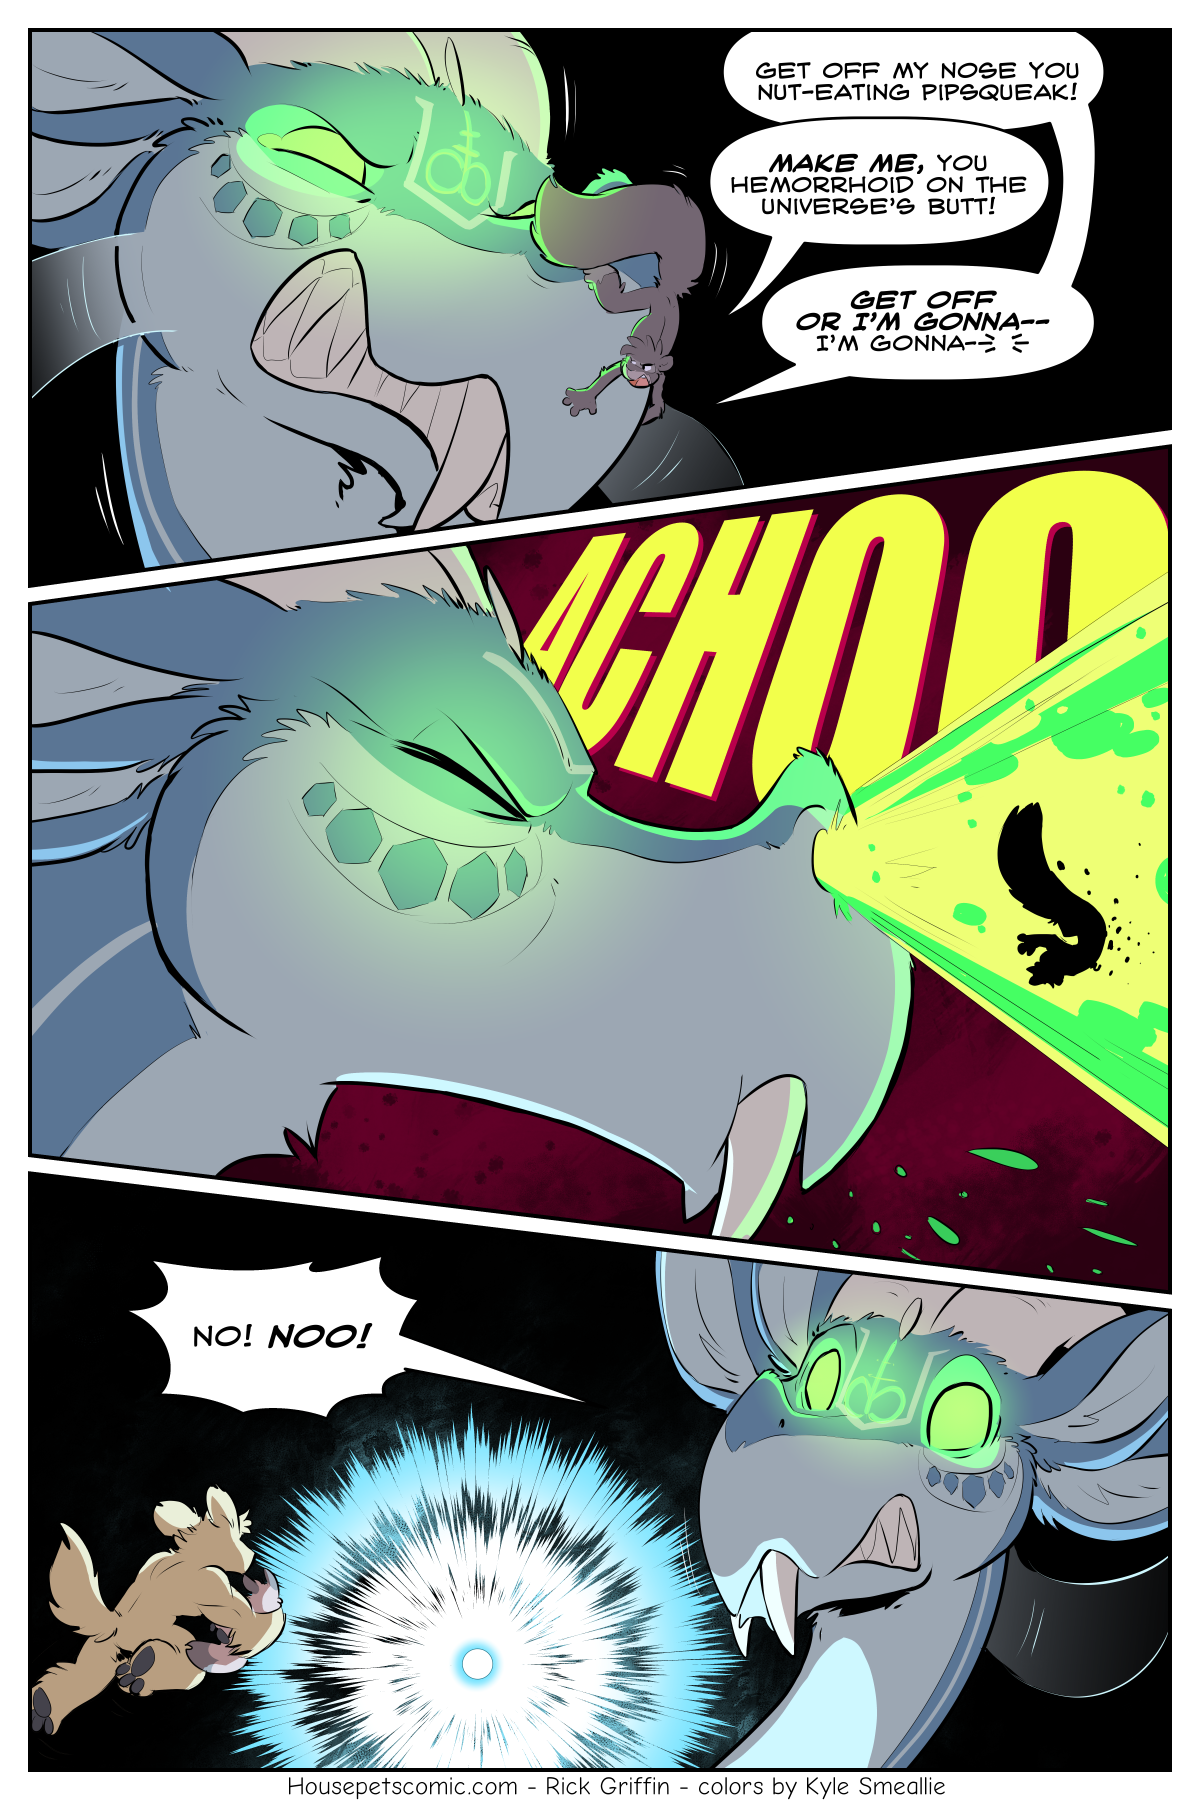 GET OFF MY NOSE YOU
NUT-EATING PIPSQUEAK!
MAKE ME, YOU
HEMORRHOID ON THE
UNIVERSE'S BUTT!
GET OFF
OR I'M GONNA--
I'M GONNA--
ACHOO
NO! NOO!
Housepetscomic.com - Rick Griffin - colors by Kyle Smeallie